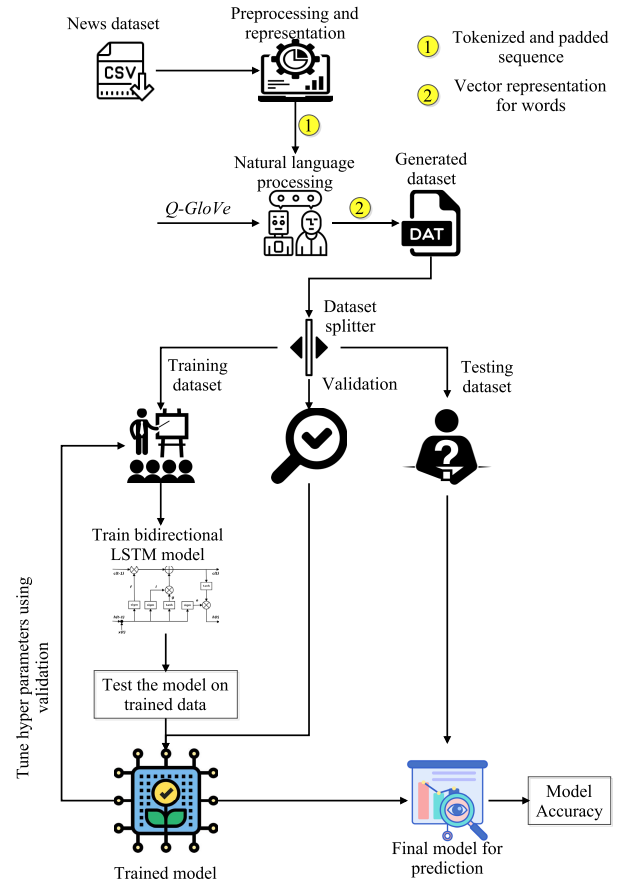 News dataset
Preprocessing and
representation
CSV
1
Tokenized and padded
sequence
2
Vector representation
for words
1
Natural language
processing
Generated
dataset
Q-GloVe
2
DAT
Dataset
splitter
Training
dataset
Validation
Testing
dataset
?
Train bidirectional
LSTM model
Test the model on
trained data
Tune hyper parameters using
validation
Trained model
Final model for
prediction
Model
Accuracy